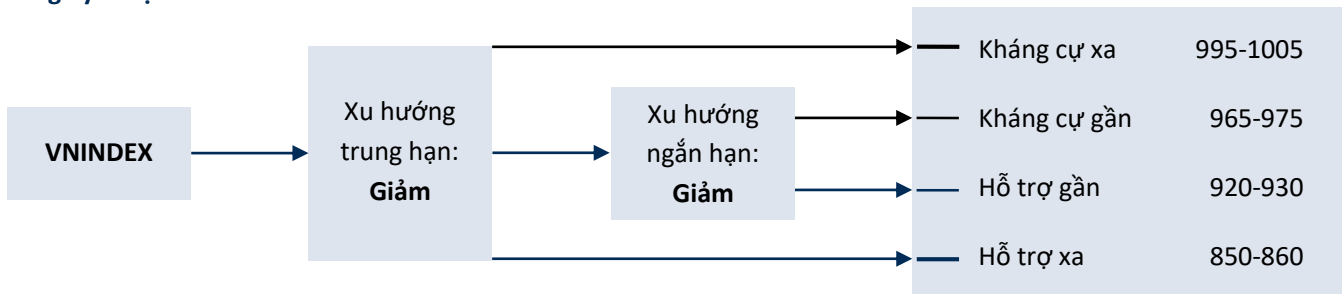 VNINDEX
Xu hướng
trung hạn:
Giảm
Xu hướng
ngắn hạn:
Giảm
Kháng cự xa 995-1005
Kháng cự gần 965-975
Hỗ trợ gần 920-930
Hỗ trợ xa 850-860